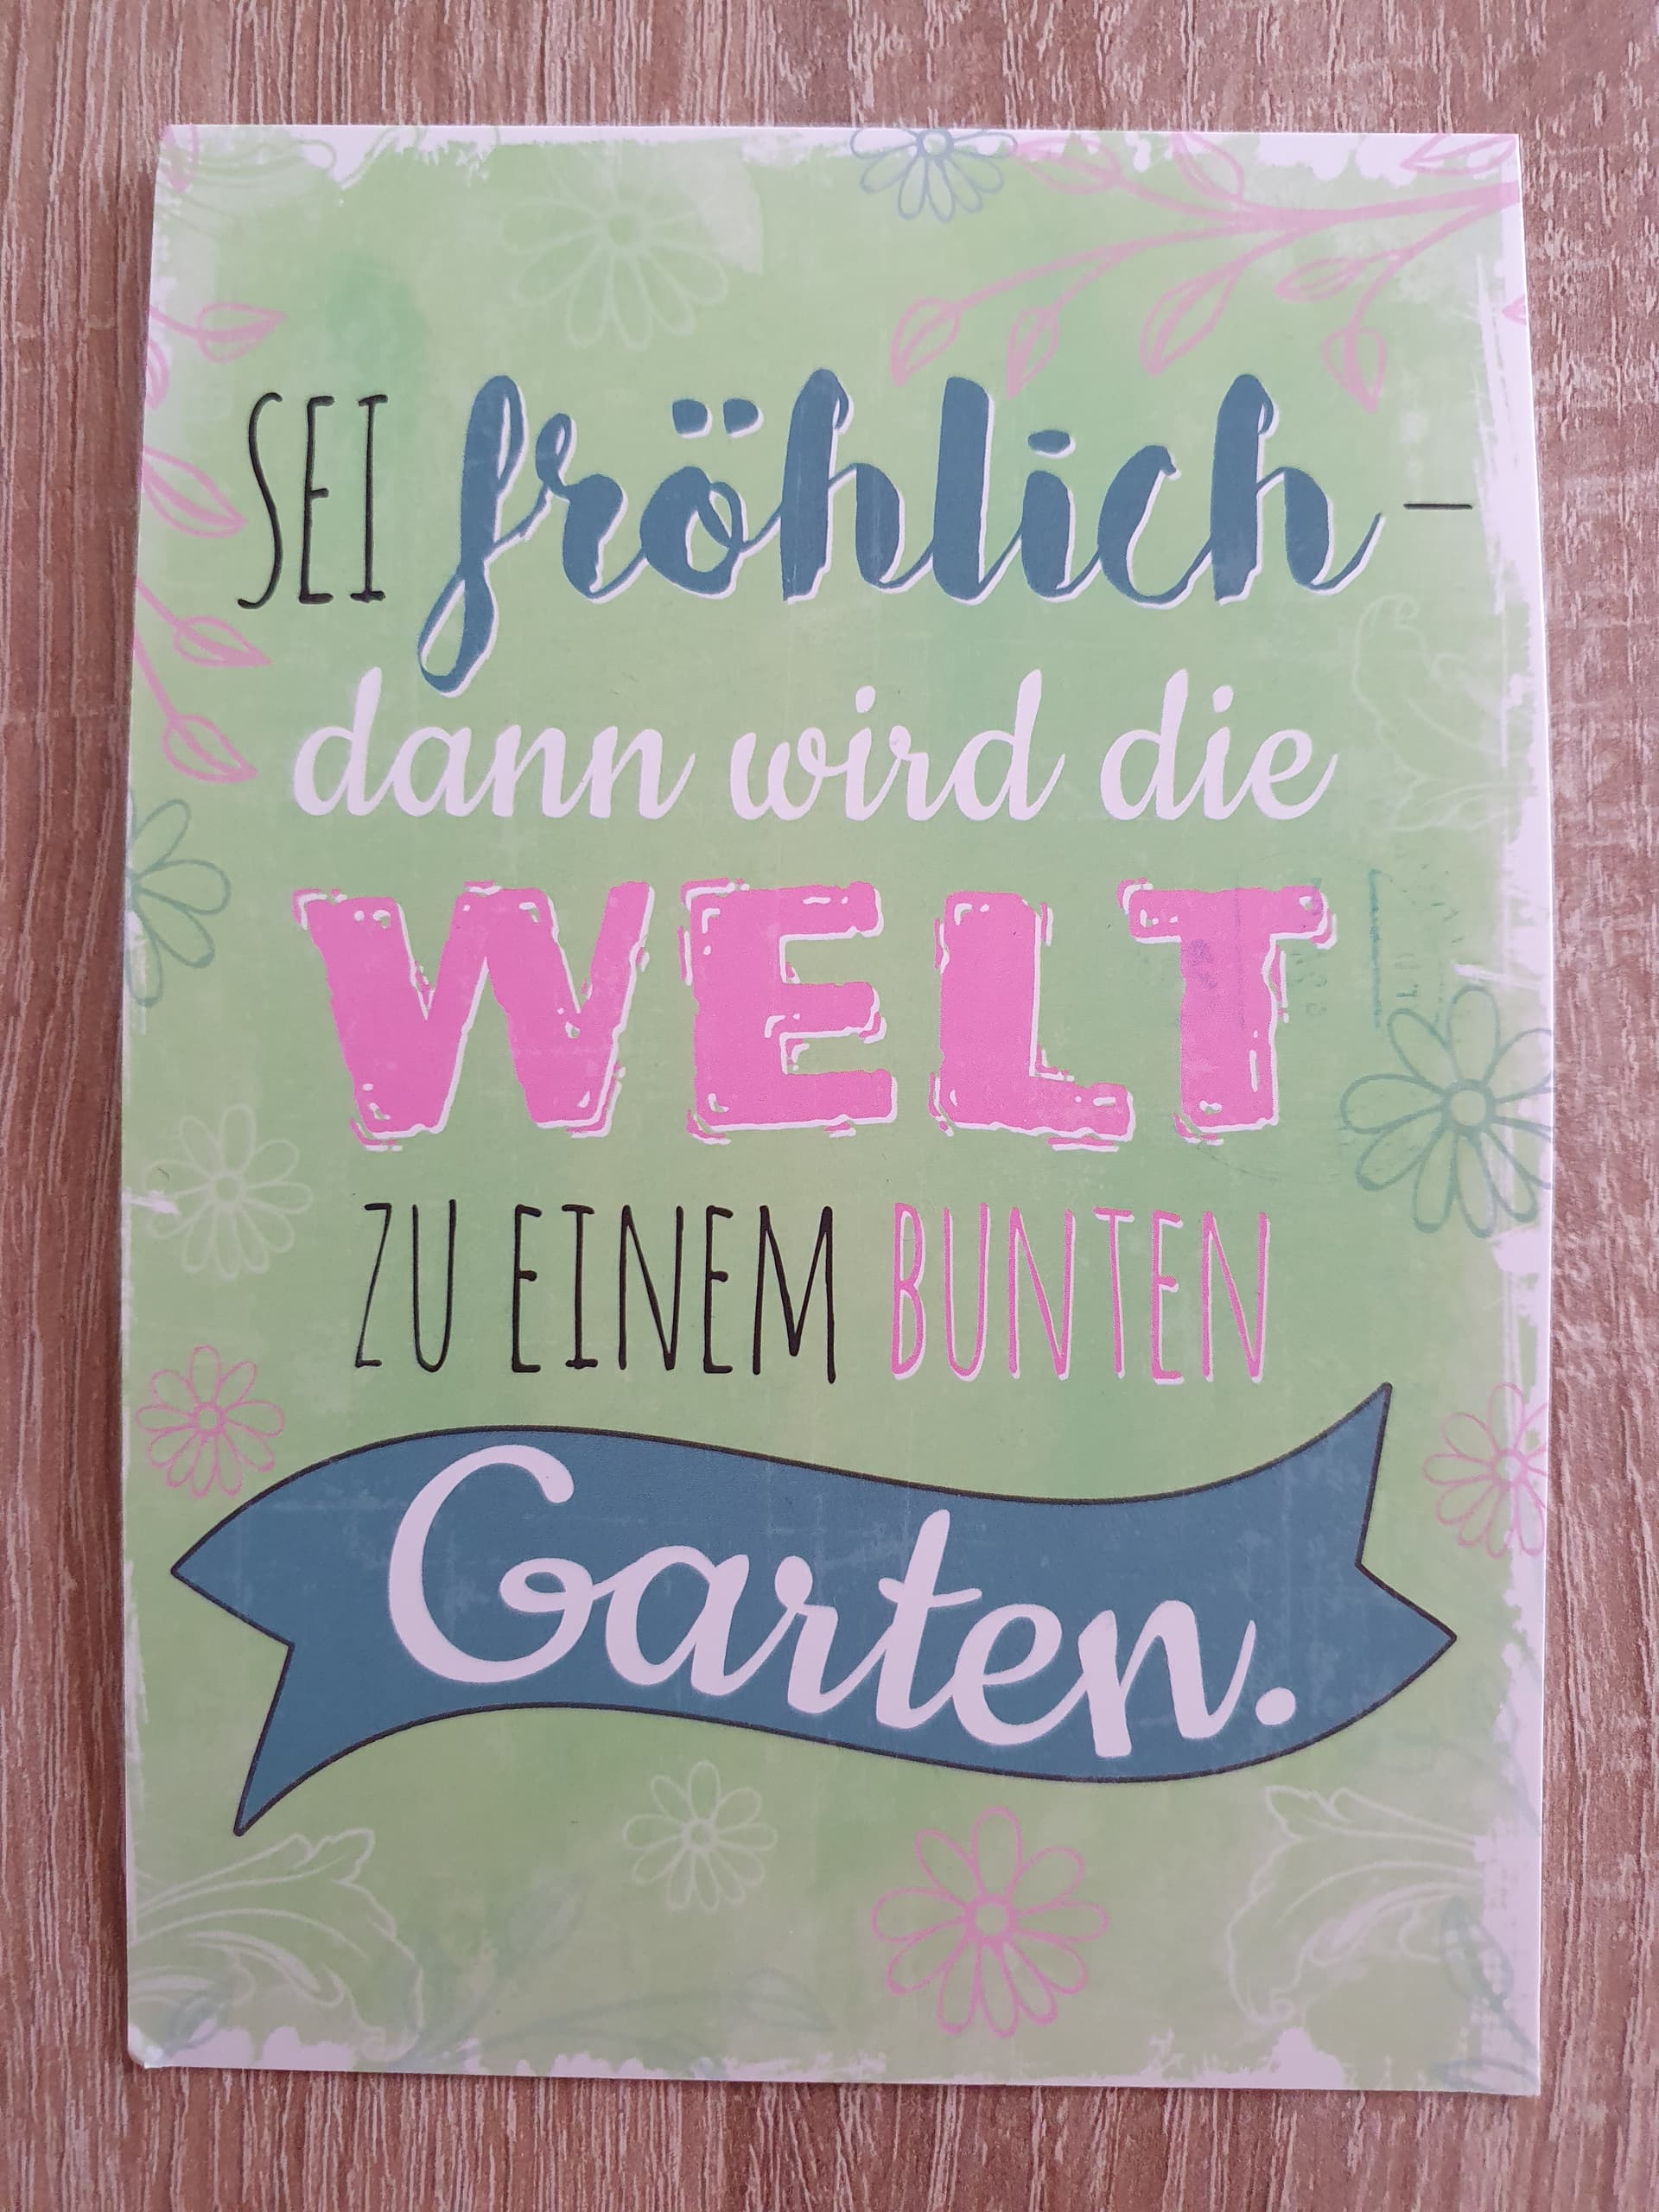 SEI fröhlich –
dann wird die
WELT
ZU EINEM BUNTEN
Garten.